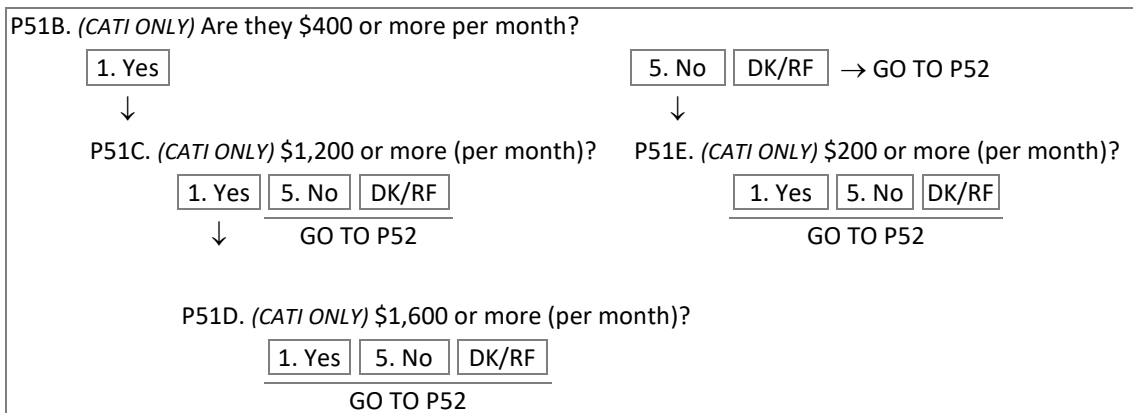 P51B. (CATI ONLY) Are they $400 or more per month?
1. Yes 5. No DK/RF → GO TO P52
↓ ↓
P51C. (CATI ONLY) $1,200 or more (per month)? P51E. (CATI ONLY) $200 or more (per month)?
1. Yes 5. No DK/RF 1. Yes 5. No DK/RF
↓ GO TO P52 GO TO P52
P51D. (CATI ONLY) $1,600 or more (per month)?
1. Yes 5. No DK/RF
GO TO P52